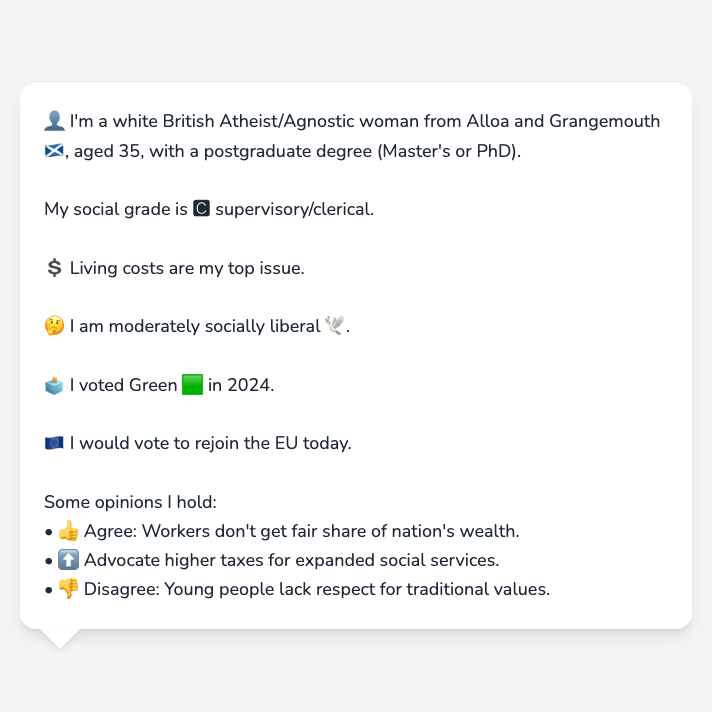 👤 I'm a white British Atheist/Agnostic woman from Alloa and Grangemouth
🏴󠁧󠁢󠁳󠁣󠁴󠁿, aged 35, with a postgraduate degree (Master's or PhD).
My social grade is 🅲 supervisory/clerical.
💲 Living costs are my top issue.
🤔 I am moderately socially liberal 🕊️.
🗳️ I voted Green 🟩 in 2024.
🇪🇺 I would vote to rejoin the EU today.
Some opinions I hold:
• 👍 Agree: Workers don't get fair share of nation's wealth.
• ⬆️ Advocate higher taxes for expanded social services.
• 👎 Disagree: Young people lack respect for traditional values.